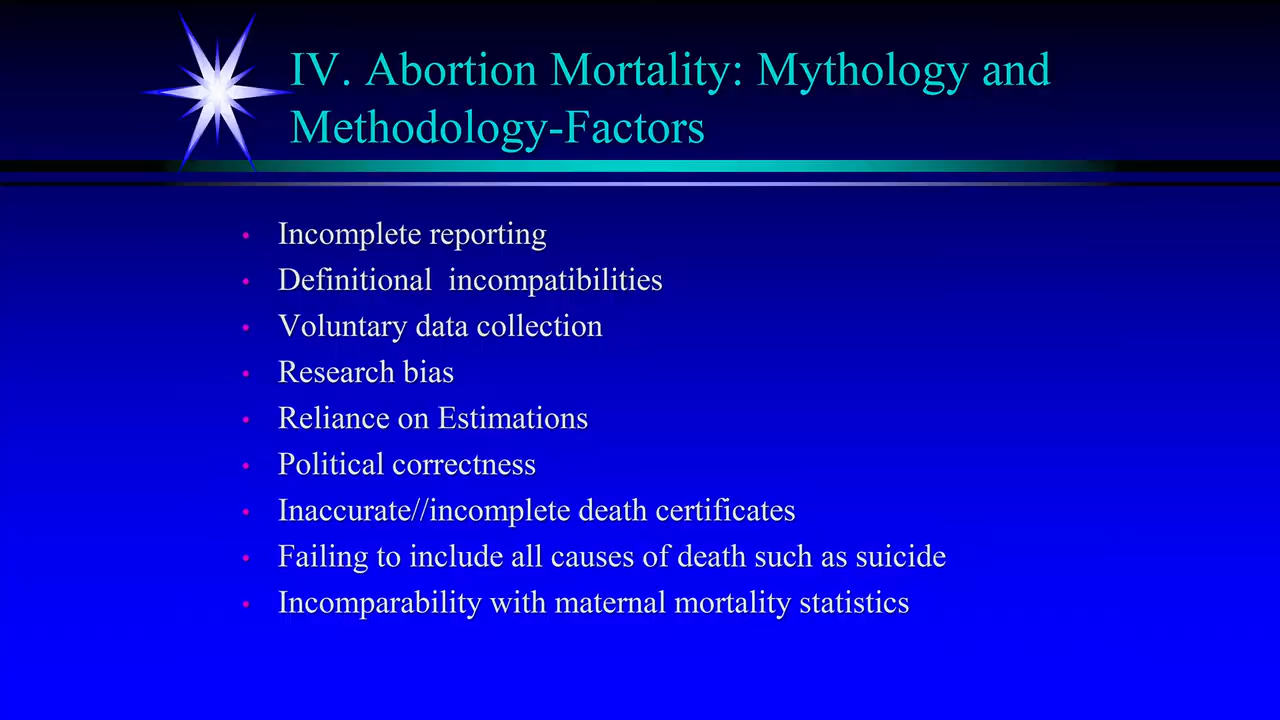 IV. Abortion Mortality: Mythology and
Methodology-Factors
• Incomplete reporting
• Definitional  incompatibilities
• Voluntary data collection
• Research bias
• Reliance on Estimations
• Political correctness
• Inaccurate//incomplete death certificates
• Failing to include all causes of death such as suicide
• Incomparability with maternal mortality statistics